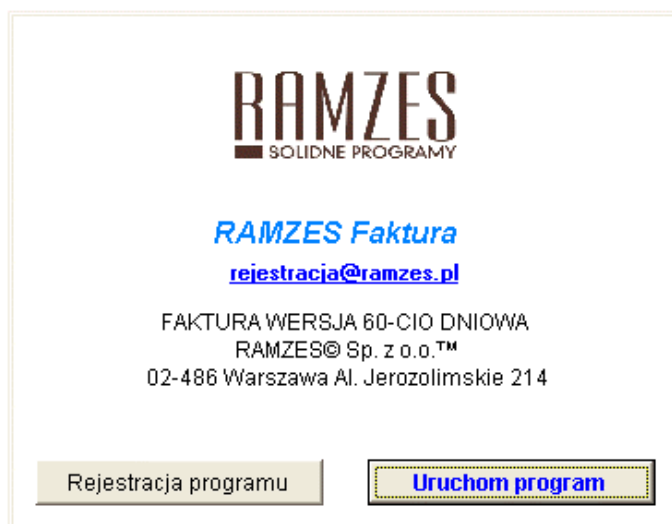 RAMZES
SOLIDNE PROGRAMY
RAMZES Faktura
rejestracja@ramzes.pl
FAKTURA WERSJA 60-CIO DNIOWA
RAMZES© Sp. z o.o.™
02-486 Warszawa Al. Jerozolimskie 214
Rejestracja programu
Uruchom program